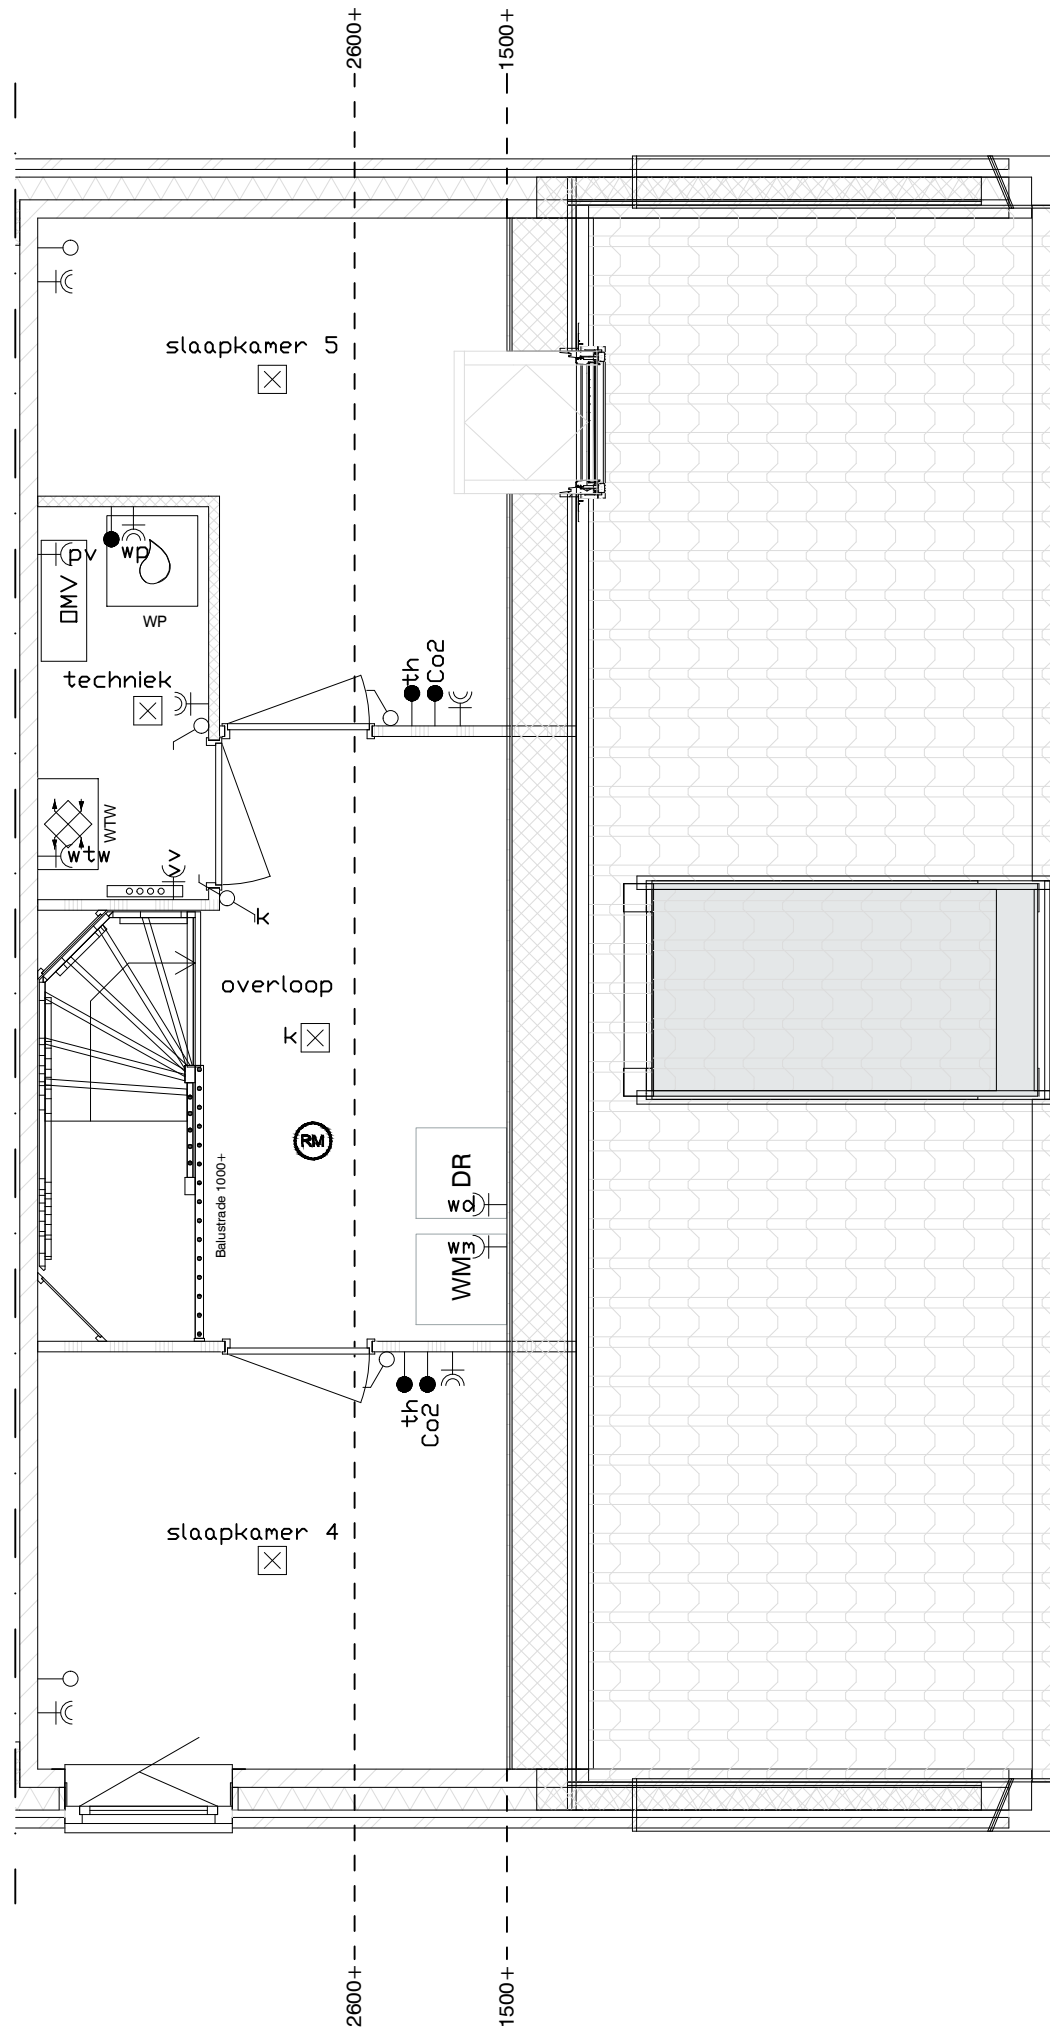 2600+
1500+
slaapkamer 5
pv
wp
OMV
WP
th
Co2
techniek
WTW
wtw
vv
k
overloop
k
RM
DR
wd
Balustrade 1000+
wm
WM
th
Co2
slaapkamer 4
2600+
1500+